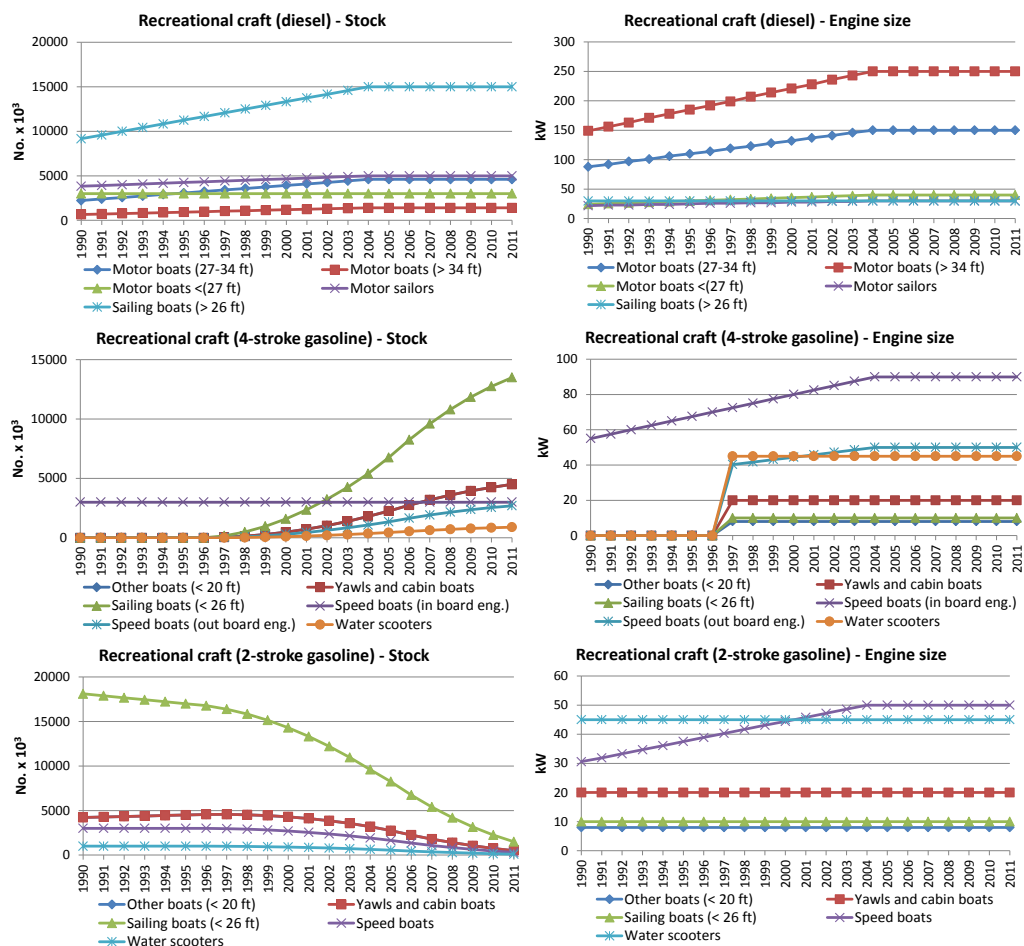 Recreational craft (diesel) - Stock
20000
15000
10000
5000
0
No. x 10³
1990 1991 1992 1993 1994 1995 1996 1997 1998 1999 2000 2001 2002 2003 2004 2005 2006 2007 2008 2009 2010 2011
Motor boats (27-34 ft) Motor boats (> 34 ft)
Motor boats <(27 ft) Motor sailors
Sailing boats (> 26 ft)
Recreational craft (diesel) - Engine size
300
250
200
150
100
50
0
kW
1990 1991 1992 1993 1994 1995 1996 1997 1998 1999 2000 2001 2002 2003 2004 2005 2006 2007 2008 2009 2010 2011
Motor boats (27-34 ft) Motor boats (> 34 ft)
Motor boats <(27 ft) Motor sailors
Sailing boats (> 26 ft)
Recreational craft (4-stroke gasoline) - Stock
15000
10000
5000
0
No. x 10³
1990 1991 1992 1993 1994 1995 1996 1997 1998 1999 2000 2001 2002 2003 2004 2005 2006 2007 2008 2009 2010 2011
Other boats (< 20 ft) Yawls and cabin boats
Sailing boats (< 26 ft) Speed boats (in board eng.)
Speed boats (out board eng.) Water scooters
Recreational craft (4-stroke gasoline) - Engine size
100
80
60
40
20
0
kW
1990 1991 1992 1993 1994 1995 1996 1997 1998 1999 2000 2001 2002 2003 2004 2005 2006 2007 2008 2009 2010 2011
Other boats (< 20 ft) Yawls and cabin boats
Sailing boats (< 26 ft) Speed boats (in board eng.)
Speed boats (out board eng.) Water scooters
Recreational craft (2-stroke gasoline) - Stock
20000
15000
10000
5000
0
No. x 10³
1990 1991 1992 1993 1994 1995 1996 1997 1998 1999 2000 2001 2002 2003 2004 2005 2006 2007 2008 2009 2010 2011
Other boats (< 20 ft) Yawls and cabin boats
Sailing boats (< 26 ft) Speed boats
Water scooters
Recreational craft (2-stroke gasoline) - Engine size
60
50
40
30
20
10
0
kW
1990 1991 1992 1993 1994 1995 1996 1997 1998 1999 2000 2001 2002 2003 2004 2005 2006 2007 2008 2009 2010 2011
Other boats (< 20 ft) Yawls and cabin boats
Sailing boats (< 26 ft) Speed boats
Water scooters